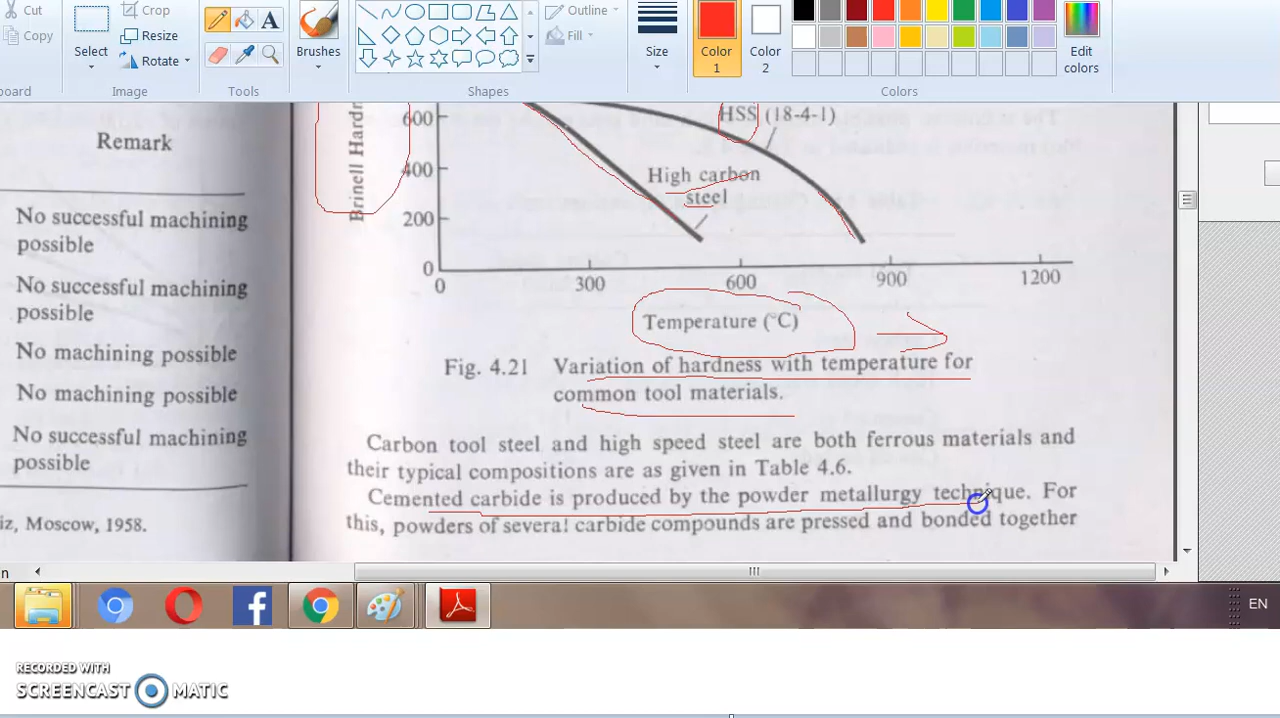 Cut
Crop
Copy
Resize
Select
Rotate
Brushes
Outline
Fill
Size
Color
1
Color
2
Edit
colors
Image
Tools
Shapes
Colors
Remark
No successful machining
possible
No successful machining
possible
No machining possible
No machining possible
No successful machining
possible
iz, Moscow, 1958.
Brinell Hardn
600
400
200
0
HSS (18-4-1)
High carbon
steel
0 300 600 900 1200
Temperature (°C)
Fig. 4.21 Variation of hardness with temperature for
common tool materials.
Carbon tool steel and high speed steel are both ferrous materials and
their typical compositions are as given in Table 4.6.
Cemented carbide is produced by the powder metallurgy technique. For
this, powders of several carbide compounds are pressed and bonded together
EN
RECORDED WITH
SCREENCAST MATIC